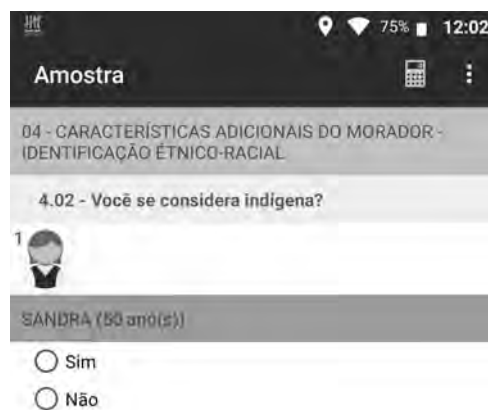 75% 12:02
Amostra
04 - CARACTERÍSTICAS ADICIONAIS DO MORADOR -
IDENTIFICAÇÃO ÉTNICO-RACIAL
4.02 - Você se considera indígena?
1
SANDRA (50 ano(s))
Sim
Não